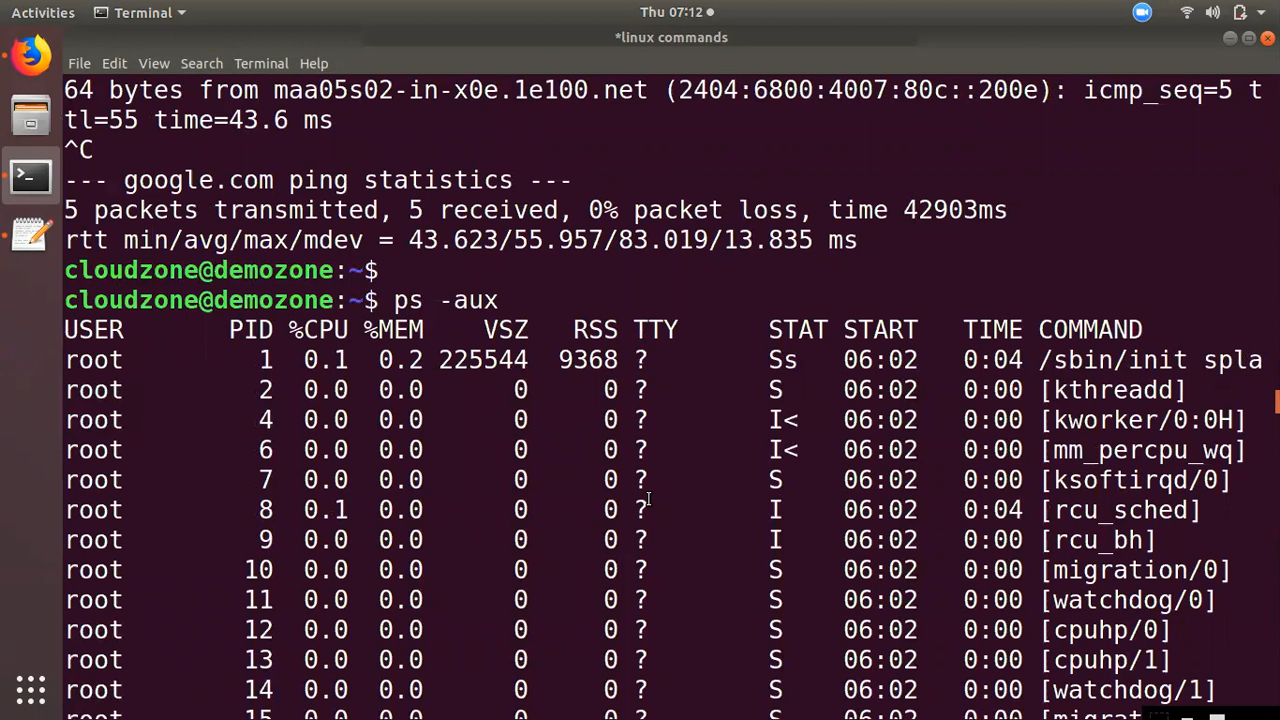 Activities Terminal Thu 07:12
*linux commands
File Edit View Search Terminal Help
64 bytes from maa05s02-in-x0e.1e100.net (2404:6800:4007:80c::200e): icmp_seq=5 t
tl=55 time=43.6 ms
^C
--- google.com ping statistics ---
5 packets transmitted, 5 received, 0% packet loss, time 42903ms
rtt min/avg/max/mdev = 43.623/55.957/83.019/13.835 ms
cloudzone@demozone:~$
cloudzone@demozone:~$ ps -aux
USER PID %CPU %MEM VSZ RSS TTY STAT START TIME COMMAND
root 1 0.1 0.2 225544 9368 ? Ss 06:02 0:04 /sbin/init spla
root 2 0.0 0.0 0 0 ? S 06:02 0:00 [kthreadd]
root 4 0.0 0.0 0 0 ? I< 06:02 0:00 [kworker/0:0H]
root 6 0.0 0.0 0 0 ? I< 06:02 0:00 [mm_percpu_wq]
root 7 0.0 0.0 0 0 ? S 06:02 0:00 [ksoftirqd/0]
root 8 0.1 0.0 0 0 ? I 06:02 0:04 [rcu_sched]
root 9 0.0 0.0 0 0 ? I 06:02 0:00 [rcu_bh]
root 10 0.0 0.0 0 0 ? S 06:02 0:00 [migration/0]
root 11 0.0 0.0 0 0 ? S 06:02 0:00 [watchdog/0]
root 12 0.0 0.0 0 0 ? S 06:02 0:00 [cpuhp/0]
root 13 0.0 0.0 0 0 ? S 06:02 0:00 [cpuhp/1]
root 14 0.0 0.0 0 0 ? S 06:02 0:00 [watchdog/1]